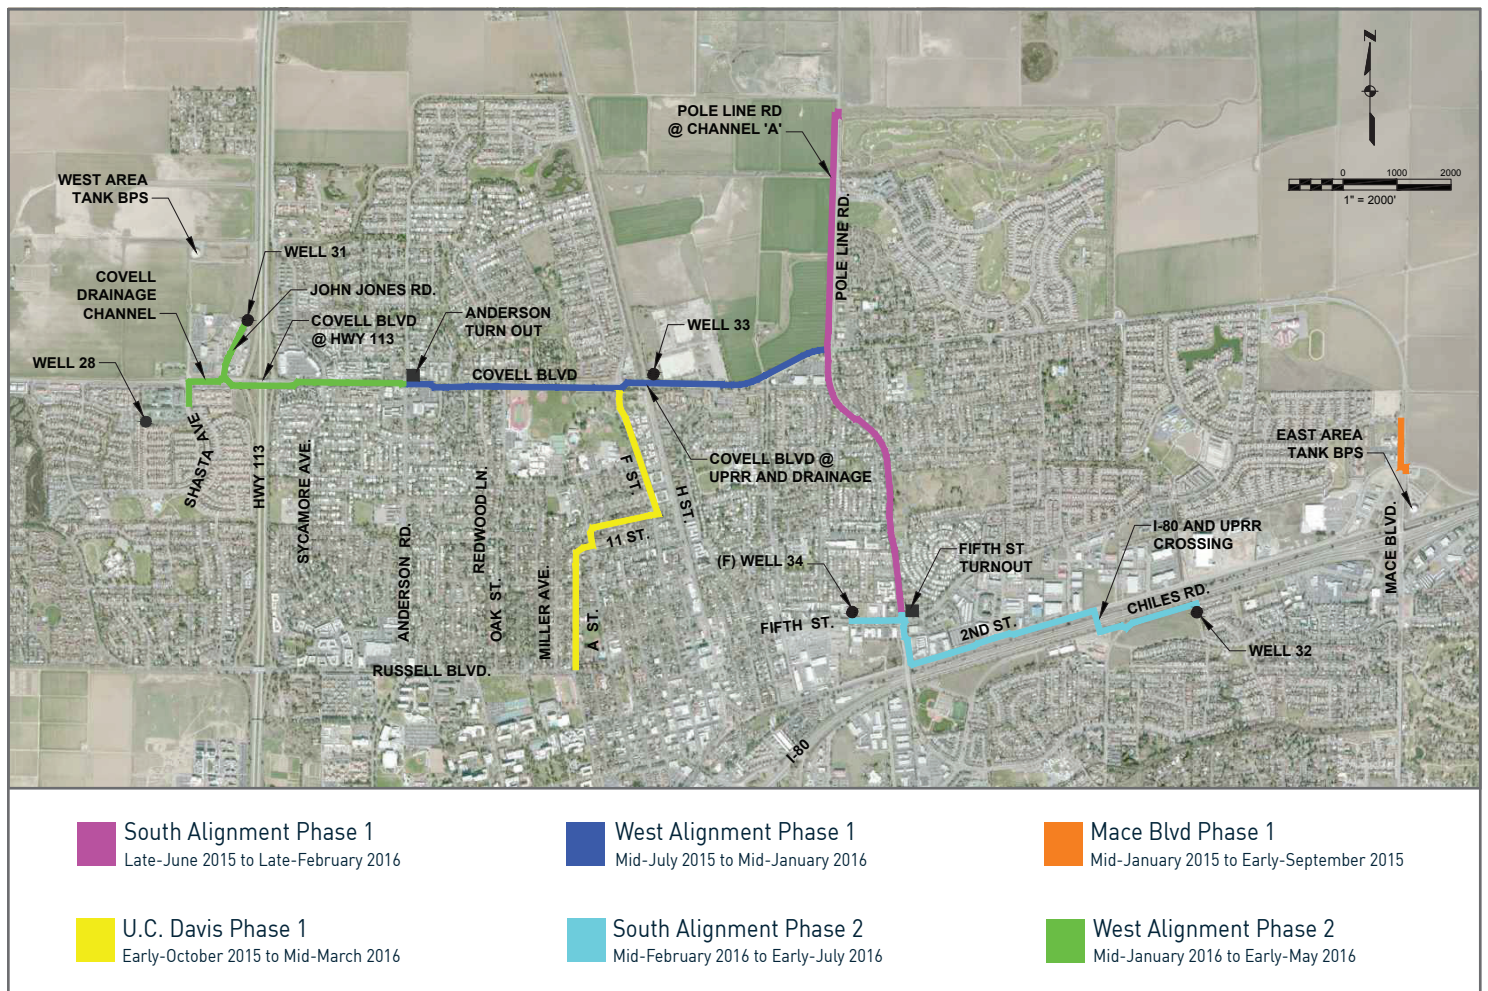 N
0 1000 2000
1" = 2000'
POLE LINE RD
@ CHANNEL 'A'
WEST AREA
TANK BPS
WELL 31
COVELL
DRAINAGE
CHANNEL
JOHN JONES RD.
COVELL BLVD
@ HWY 113
ANDERSON
TURN OUT
WELL 33
POLE LINE RD.
WELL 28
COVELL BLVD
SHASTA AVE
HWY 113
SYCAMORE AVE.
ANDERSON RD.
REDWOOD LN.
OAK ST.
MILLER AVE.
A ST.
F ST.
11 ST.
H ST.
COVELL BLVD @
UPRR AND DRAINAGE
EAST AREA
TANK BPS
MACE BLVD.
I-80 AND UPRR
CROSSING
FIFTH ST
TURNOUT
(F) WELL 34
FIFTH ST.
2ND ST.
CHILES RD.
WELL 32
RUSSELL BLVD.
I-80
South Alignment Phase 1
Late-June 2015 to Late-February 2016
West Alignment Phase 1
Mid-July 2015 to Mid-January 2016
Mace Blvd Phase 1
Mid-January 2015 to Early-September 2015
U.C. Davis Phase 1
Early-October 2015 to Mid-March 2016
South Alignment Phase 2
Mid-February 2016 to Early-July 2016
West Alignment Phase 2
Mid-January 2016 to Early-May 2016